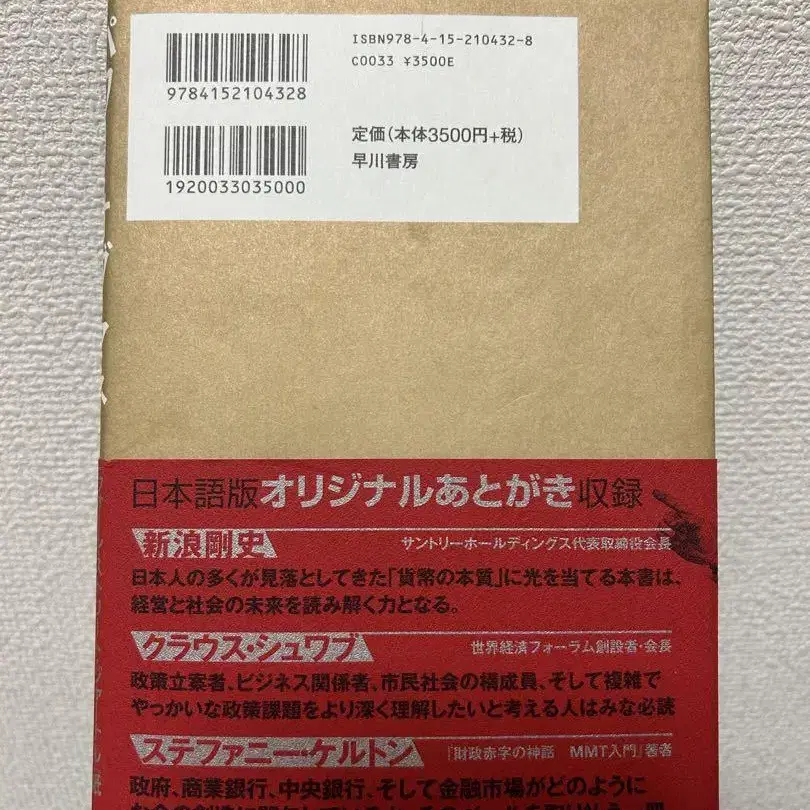 ISBN978-4-15-210432-8
C0033 ¥3500E
9784152104328
定価(本体3500円+税)
早川書房
1920033035000
日本語版オリジナルあとがき収録
新浪剛史
サントリーホールディングス代表取締役会長
日本人の多くが見落としてきた「貨幣の本質」に光を当てる本書は、
経営と社会の未来を読み解く力となる。
クラウス・シュワブ
世界経済フォーラム創設者・会長
政策立案者、ビジネス関係者、市民社会の構成員、そして複雑で
やっかいな政策課題をより深く理解したいと考える人はみな必読
ステファニー・ケルトン
『財政赤字の神話 MMT入門』著者
政府、商業銀行、中央銀行、そして金融市場がどのように